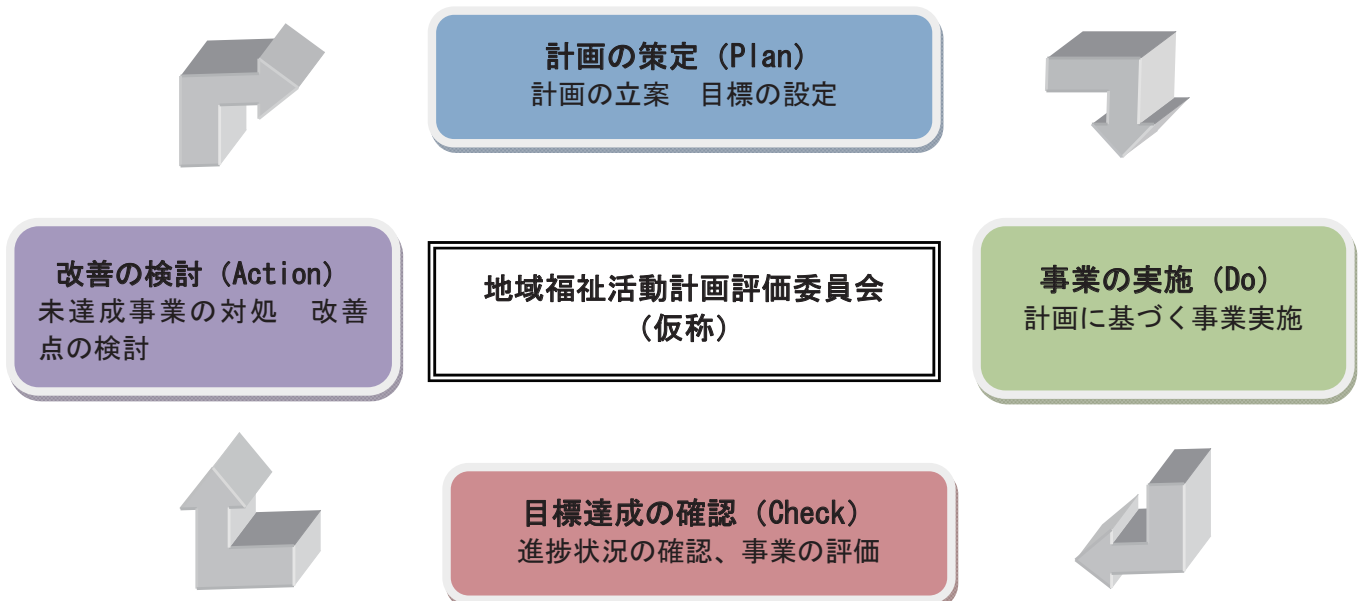 計画の策定（Plan）
計画の立案　目標の設定
改善の検討（Action）
未達成事業の対処　改善
点の検討
地域福祉活動計画評価委員会
（仮称）
事業の実施（Do）
計画に基づく事業実施
目標達成の確認（Check）
進捗状況の確認、事業の評価